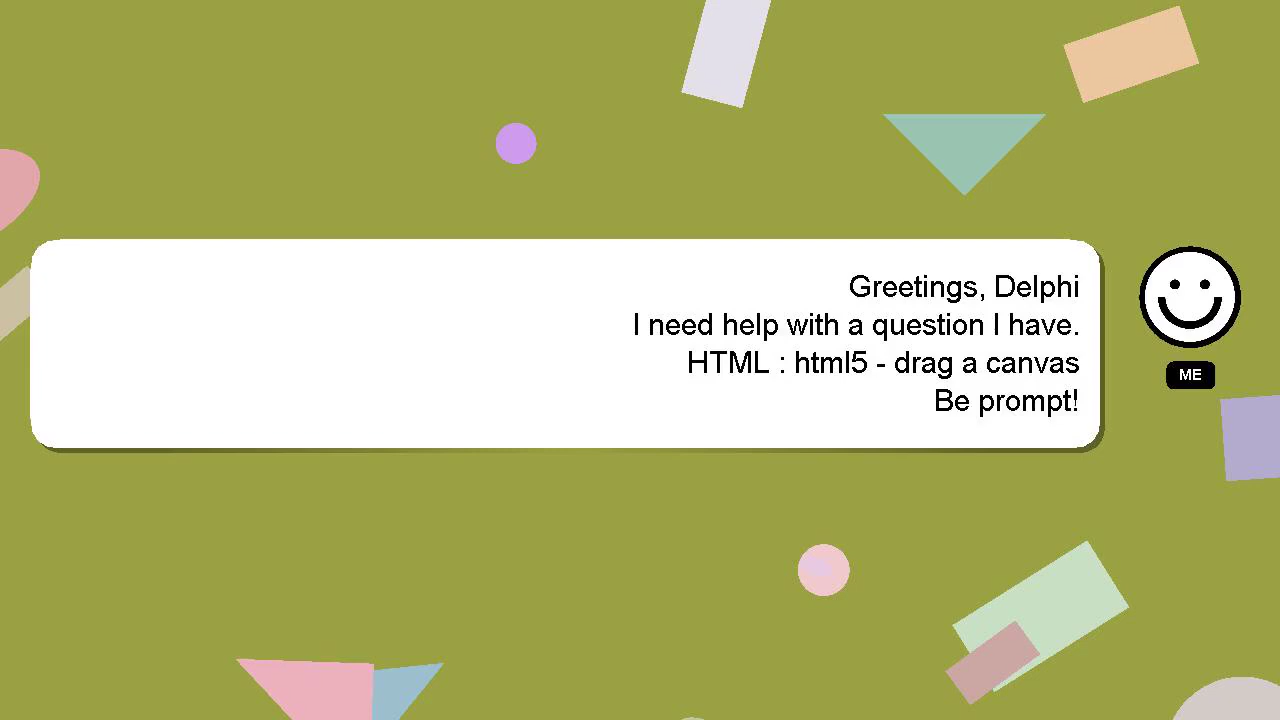 Greetings, Delphi
I need help with a question I have.
HTML : html5 - drag a canvas
Be prompt!
ME